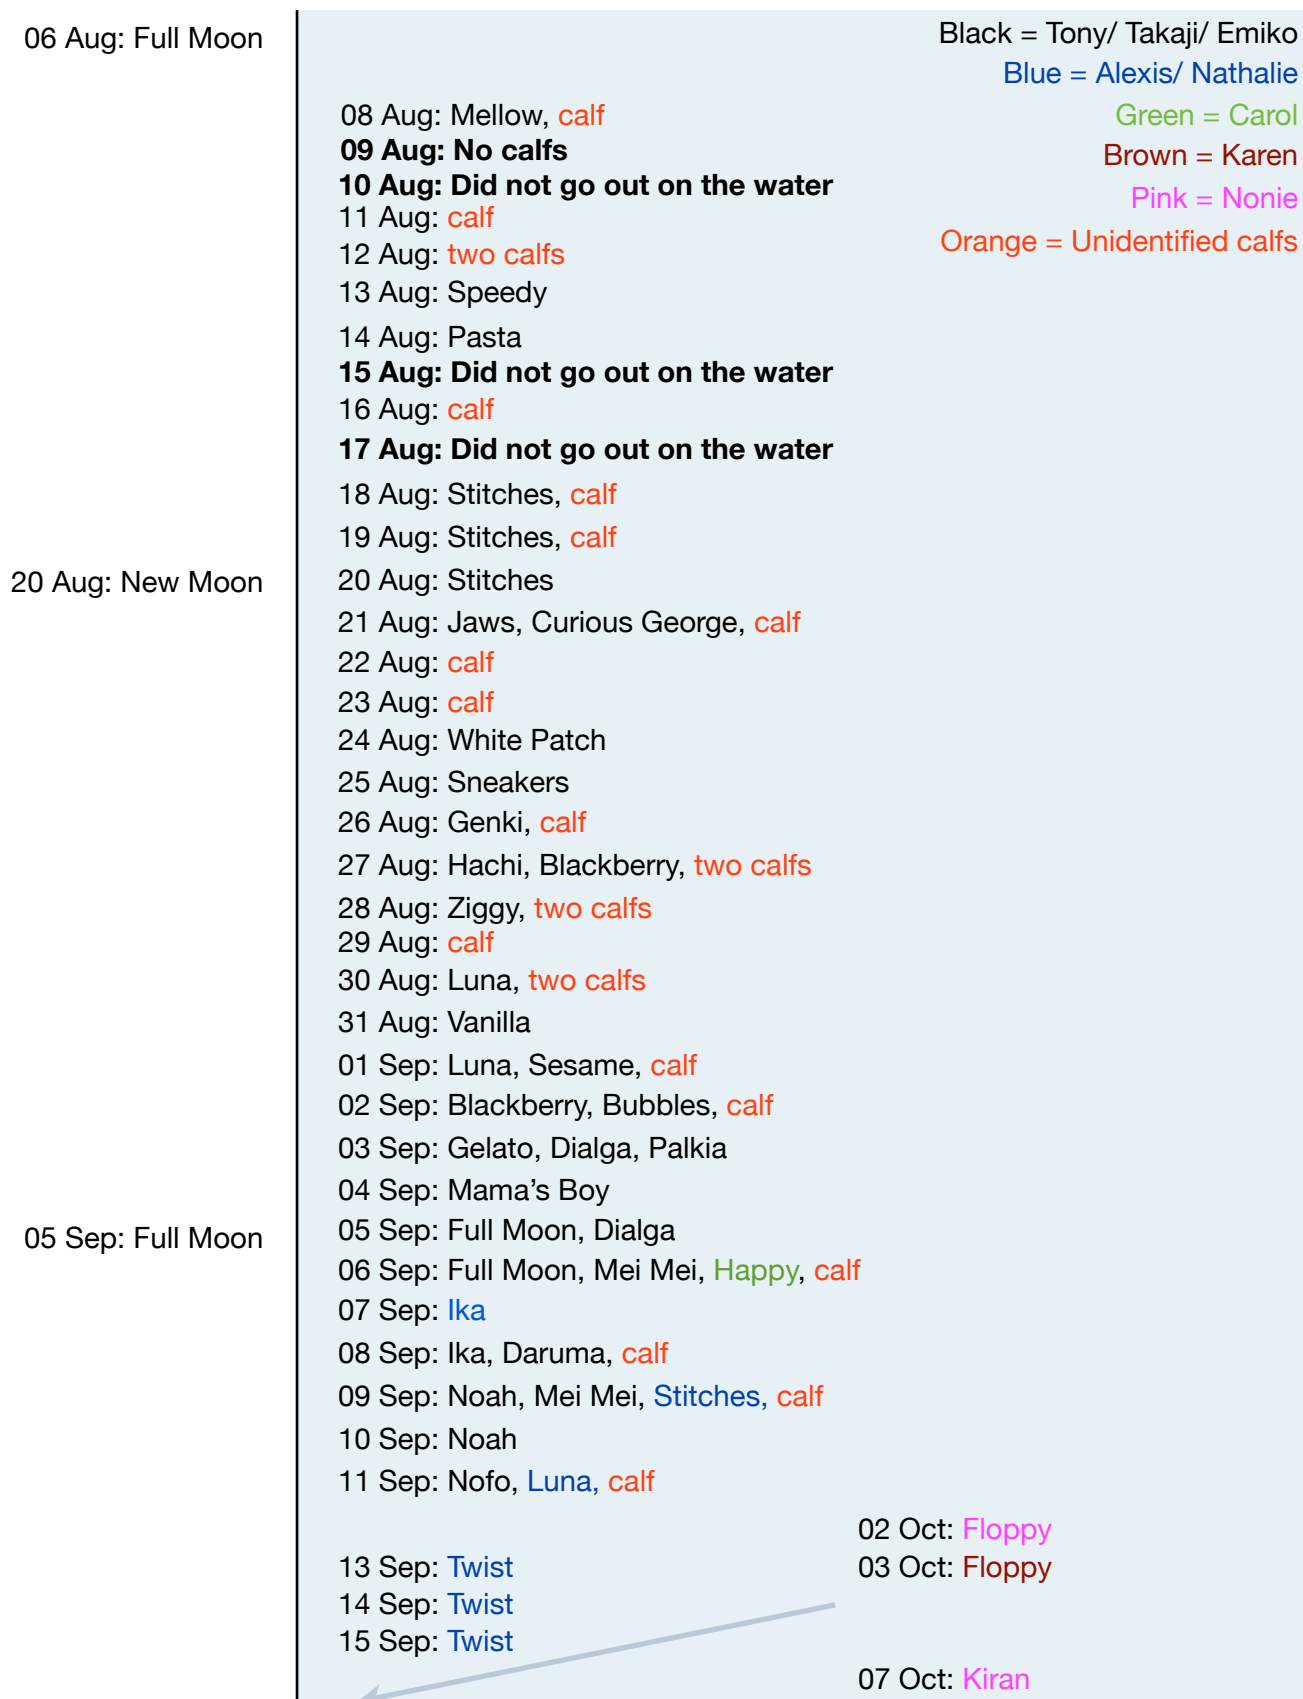 06 Aug: Full Moon
Black = Tony/ Takaji/ Emiko
Blue = Alexis/ Nathalie
Green = Carol
Brown = Karen
Pink = Nonie
Orange = Unidentified calfs
08 Aug: Mellow, calf
09 Aug: No calfs
10 Aug: Did not go out on the water
11 Aug: calf
12 Aug: two calfs
13 Aug: Speedy
14 Aug: Pasta
15 Aug: Did not go out on the water
16 Aug: calf
17 Aug: Did not go out on the water
18 Aug: Stitches, calf
19 Aug: Stitches, calf
20 Aug: New Moon
20 Aug: Stitches
21 Aug: Jaws, Curious George, calf
22 Aug: calf
23 Aug: calf
24 Aug: White Patch
25 Aug: Sneakers
26 Aug: Genki, calf
27 Aug: Hachi, Blackberry, two calfs
28 Aug: Ziggy, two calfs
29 Aug: calf
30 Aug: Luna, two calfs
31 Aug: Vanilla
01 Sep: Luna, Sesame, calf
02 Sep: Blackberry, Bubbles, calf
03 Sep: Gelato, Dialga, Palkia
04 Sep: Mama’s Boy
05 Sep: Full Moon
05 Sep: Full Moon, Dialga
06 Sep: Full Moon, Mei Mei, Happy, calf
07 Sep: Ika
08 Sep: Ika, Daruma, calf
09 Sep: Noah, Mei Mei, Stitches, calf
10 Sep: Noah
11 Sep: Nofo, Luna, calf
13 Sep: Twist
14 Sep: Twist
15 Sep: Twist
02 Oct: Floppy
03 Oct: Floppy
07 Oct: Kiran